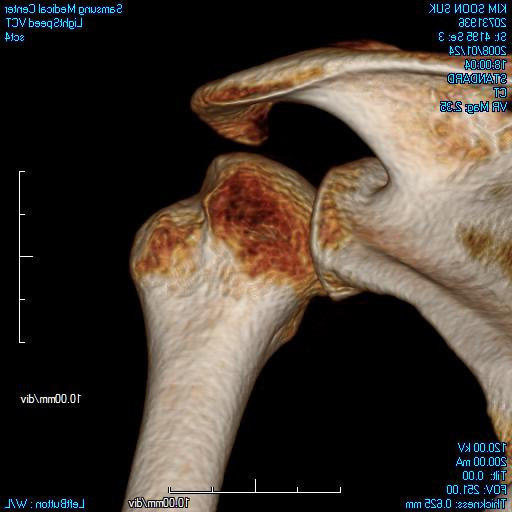 Samsung Medical Center
LightSpeed VCT
sct4
KIM SOON SUK
20731936
St: 4195 Se: 3
2008/01/24
18:00:04
STANDARD
CT
VR Mag: 2.35
10.00mm/div
10.00mm/div
120.00 kV
200.00 mA
Tilt: 0.00
FOV: 251.00
Thickness: 0.625 mm
LeftButton : W/L